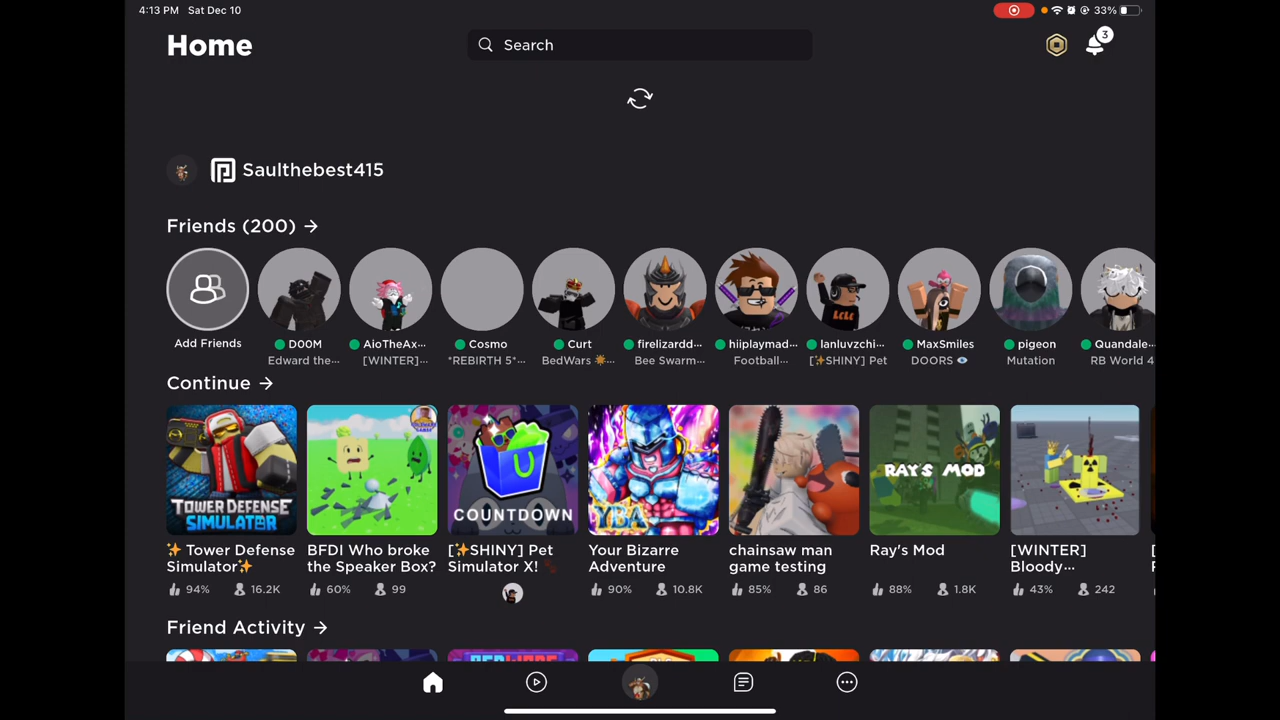 4:13 PM Sat Dec 10
33%
Home
Search
3
Saulthebest415
Friends (200) →
Add Friends
D00M
Edward the...
AioTheAx...
[WINTER]...
Cosmo
*REBIRTH 5*...
Curt
BedWars ☀️...
firelizardd...
Bee Swarm...
hiiplaymad...
Football...
lanluvzchi...
[✨SHINY] Pet
MaxSmiles
DOORS 👁️
pigeon
Mutation
Quandale...
RB World 4
Continue →
TOWER DEFENSE
SIMULATOR
COUNTDOWN
YBA
RAY'S MOD
✨ Tower Defense
Simulator✨
BFDI Who broke
the Speaker Box?
[✨SHINY] Pet
Simulator X! 🐾
Your Bizarre
Adventure
chainsaw man
game testing
Ray's Mod
[WINTER]
Bloody...
94% 16.2K
60% 99
90% 10.8K
85% 86
88% 1.8K
43% 242
Friend Activity →